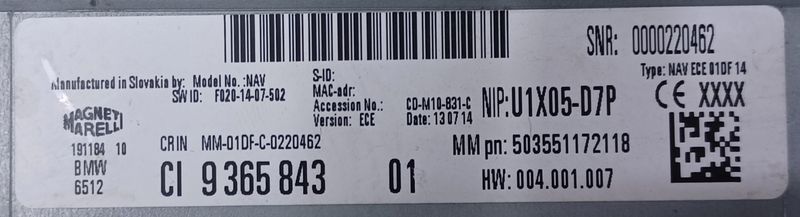 SNR: 0000220462
Manufactured in Slovakia by: Model No.:NAV
SW ID: F020-14-07-502
S-ID:
MAC-adr:
Accession No.: CD-M10-831-C
Version: ECE Date: 13 07 14
NIP:U1X05-D7P
Type: NAV ECE 01DF 14
CE XXXX
MAGNETI MARELLI
191184 10
BMW
6512
CRIN MM-01DF-C-0220462
CI 9 365 843 01
MM pn: 503551172118
HW: 004.001.007